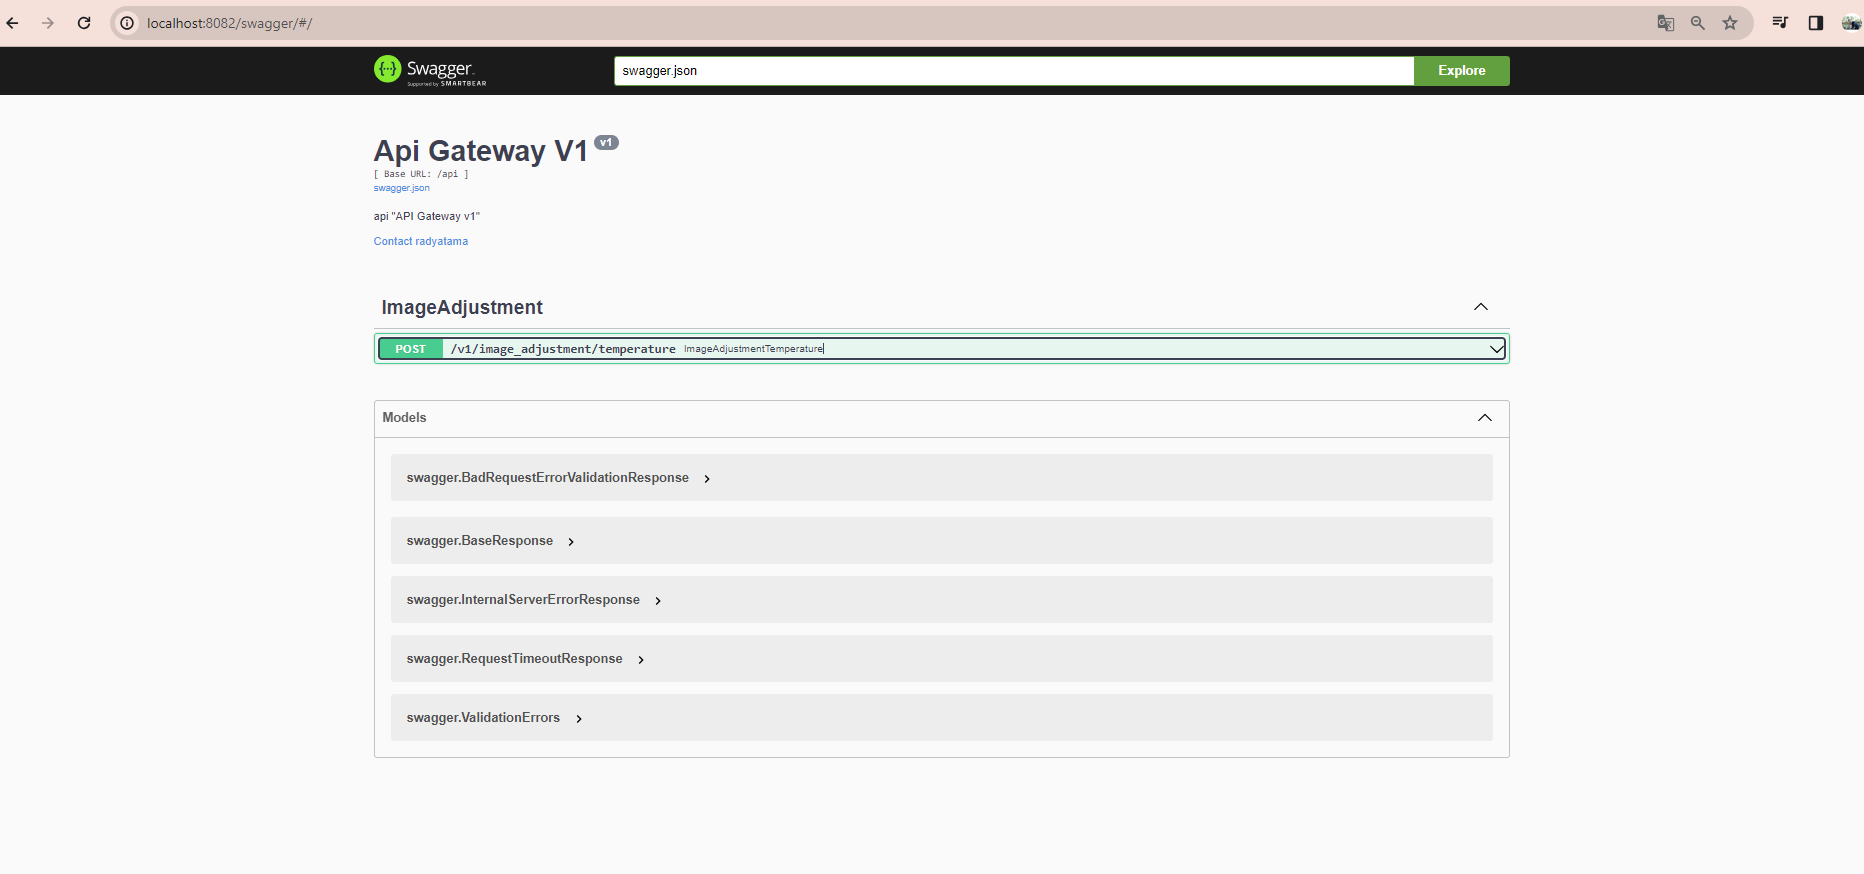 localhost:8082/swagger/#/
Swagger
Supported by SMARTBEAR
swagger.json
Explore
Api Gateway V1 v1
[ Base URL: /api ]
swagger.json
api "API Gateway v1"
Contact radyatama
ImageAdjustment
POST /v1/image_adjustment/temperature ImageAdjustmentTemperature
Models
swagger.BadRequestErrorValidationResponse
swagger.BaseResponse
swagger.InternalServerErrorResponse
swagger.RequestTimeoutResponse
swagger.ValidationErrors